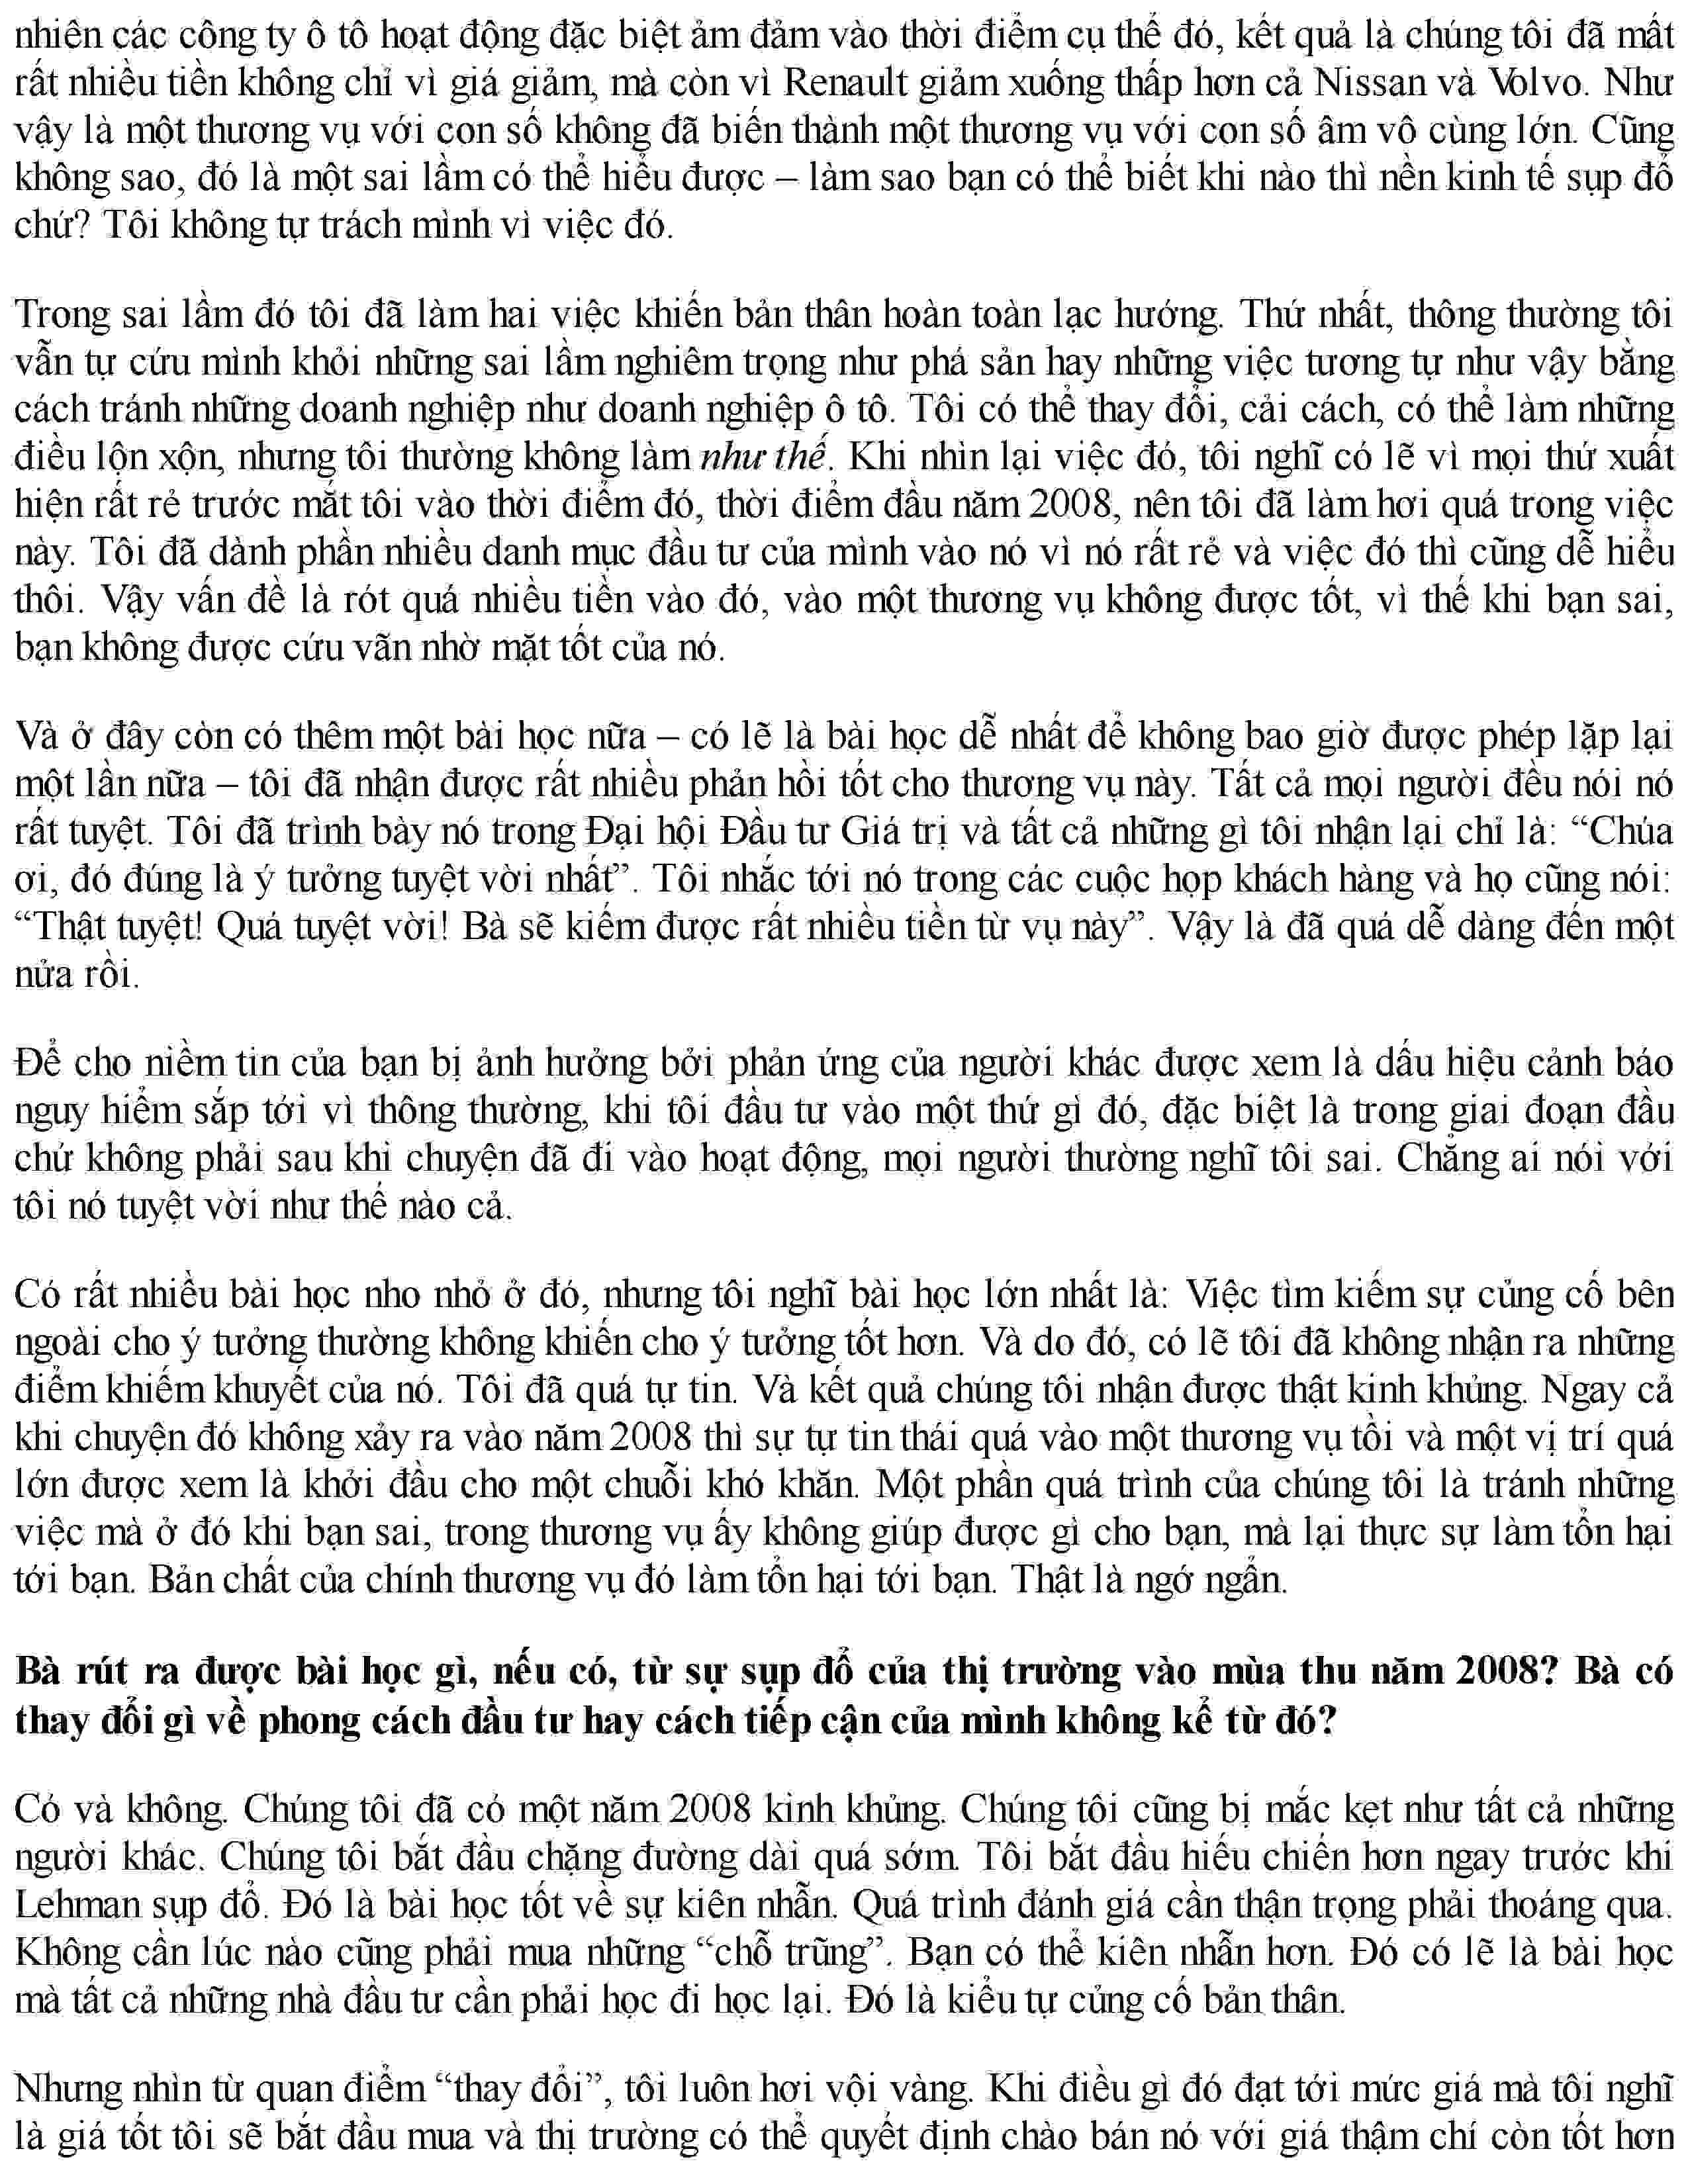 nhiên các công ty ô tô hoạt động đặc biệt ảm đảm vào thời điểm cụ thể đó, kết quả là chúng tôi đã mất
rất nhiều tiền không chỉ vì giá giảm, mà còn vì Renault giảm xuống thấp hơn cả Nissan và Volvo. Như
vậy là một thương vụ với con số không đã biến thành một thương vụ với con số âm vô cùng lớn. Cũng
không sao, đó là một sai lầm có thể hiểu được – làm sao bạn có thể biết khi nào thì nền kinh tế sụp đổ
chứ? Tôi không tự trách mình vì việc đó.
Trong sai lầm đó tôi đã làm hai việc khiến bản thân hoàn toàn lạc hướng. Thứ nhất, thông thường tôi
vẫn tự cứu mình khỏi những sai lầm nghiêm trọng như phá sản hay những việc tương tự như vậy bằng
cách tránh những doanh nghiệp như doanh nghiệp ô tô. Tôi có thể thay đổi, cải cách, có thể làm những
điều lộn xộn, nhưng tôi thường không làm như thế. Khi nhìn lại việc đó, tôi nghĩ có lẽ vì mọi thứ xuất
hiện rất rẻ trước mắt tôi vào thời điểm đó, thời điểm đầu năm 2008, nên tôi đã làm hơi quá trong việc
này. Tôi đã dành phần nhiều danh mục đầu tư của mình vào nó vì nó rất rẻ và việc đó thì cũng dễ hiểu
thôi. Vậy vấn đề là rót quá nhiều tiền vào đó, vào một thương vụ không được tốt, vì thế khi bạn sai,
bạn không được cứu vãn nhờ mặt tốt của nó.
Và ở đây còn có thêm một bài học nữa – có lẽ là bài học dễ nhất để không bao giờ được phép lặp lại
một lần nữa – tôi đã nhận được rất nhiều phản hồi tốt cho thương vụ này. Tất cả mọi người đều nói nó
rất tuyệt. Tôi đã trình bày nó trong Đại hội Đầu tư Giá trị và tất cả những gì tôi nhận lại chỉ là: “Chúa
ơi, đó đúng là ý tưởng tuyệt vời nhất”. Tôi nhắc tới nó trong các cuộc họp khách hàng và họ cũng nói:
“Thật tuyệt! Quá tuyệt vời! Bà sẽ kiếm được rất nhiều tiền từ vụ này”. Vậy là đã quá dễ dàng đến một
nửa rồi.
Để cho niềm tin của bạn bị ảnh hưởng bởi phản ứng của người khác được xem là dấu hiệu cảnh báo
nguy hiểm sắp tới vì thông thường, khi tôi đầu tư vào một thứ gì đó, đặc biệt là trong giai đoạn đầu
chứ không phải sau khi chuyện đã đi vào hoạt động, mọi người thường nghĩ tôi sai. Chẳng ai nói với
tôi nó tuyệt vời như thế nào cả.
Có rất nhiều bài học nho nhỏ ở đó, nhưng tôi nghĩ bài học lớn nhất là: Việc tìm kiếm sự củng cố bên
ngoài cho ý tưởng thường không khiến cho ý tưởng tốt hơn. Và do đó, có lẽ tôi đã không nhận ra những
điểm khiếm khuyết của nó. Tôi đã quá tự tin. Và kết quả chúng tôi nhận được thật kinh khủng. Ngay cả
khi chuyện đó không xảy ra vào năm 2008 thì sự tự tin thái quá vào một thương vụ tồi và một vị trí quá
lớn được xem là khởi đầu cho một chuỗi khó khăn. Một phần quá trình của chúng tôi là tránh những
việc mà ở đó khi bạn sai, trong thương vụ ấy không giúp được gì cho bạn, mà lại thực sự làm tổn hại
tới bạn. Bản chất của chính thương vụ đó làm tổn hại tới bạn. Thật là ngớ ngẩn.
Bà rút ra được bài học gì, nếu có, từ sự sụp đổ của thị trường vào mùa thu năm 2008? Bà có
thay đổi gì về phong cách đầu tư hay cách tiếp cận của mình không kể từ đó?
Có và không. Chúng tôi đã có một năm 2008 kinh khủng. Chúng tôi cũng bị mắc kẹt như tất cả những
người khác. Chúng tôi bắt đầu chặng đường dài quá sớm. Tôi bắt đầu hiếu chiến hơn ngay trước khi
Lehman sụp đổ. Đó là bài học tốt về sự kiên nhẫn. Quá trình đánh giá cần thận trọng phải thoáng qua.
Không cần lúc nào cũng phải mua những “chỗ trũng”. Bạn có thể kiên nhẫn hơn. Đó có lẽ là bài học
mà tất cả những nhà đầu tư cần phải học đi học lại. Đó là kiểu tự củng cố bản thân.
Nhưng nhìn từ quan điểm “thay đổi”, tôi luôn hơi vội vàng. Khi điều gì đó đạt tới mức giá mà tôi nghĩ
là giá tốt tôi sẽ bắt đầu mua và thị trường có thể quyết định chào bán nó với giá thậm chí còn tốt hơn